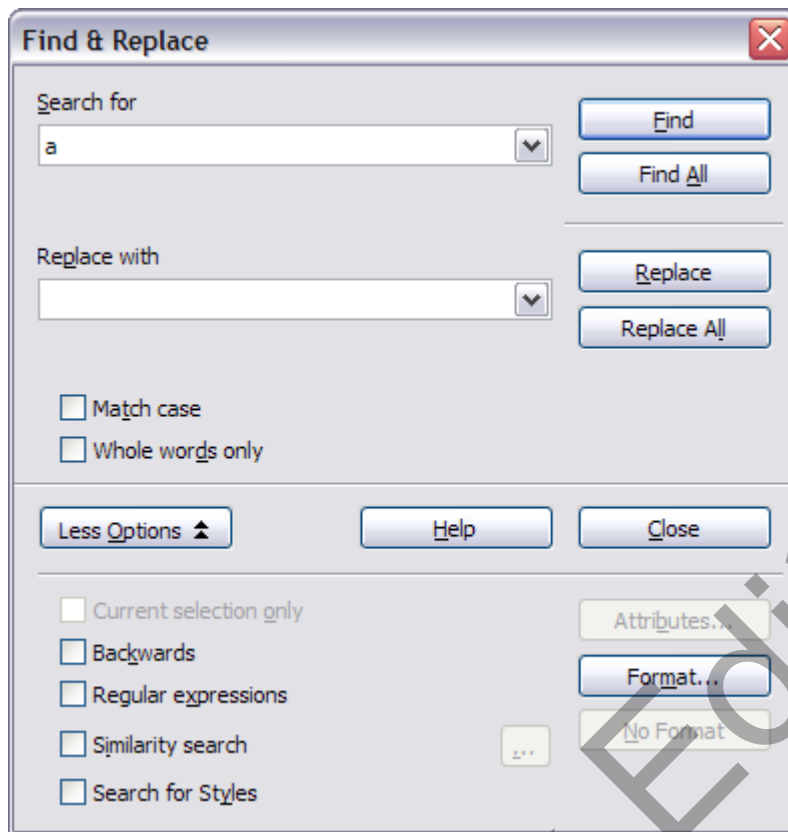 Find & Replace
Search for
a
Find
Find All
Replace with
Replace
Replace All
Match case
Whole words only
Less Options
Help
Close
Current selection only
Attributes...
Backwards
Format...
Regular expressions
No Format
Similarity search
...
Search for Styles
Edi